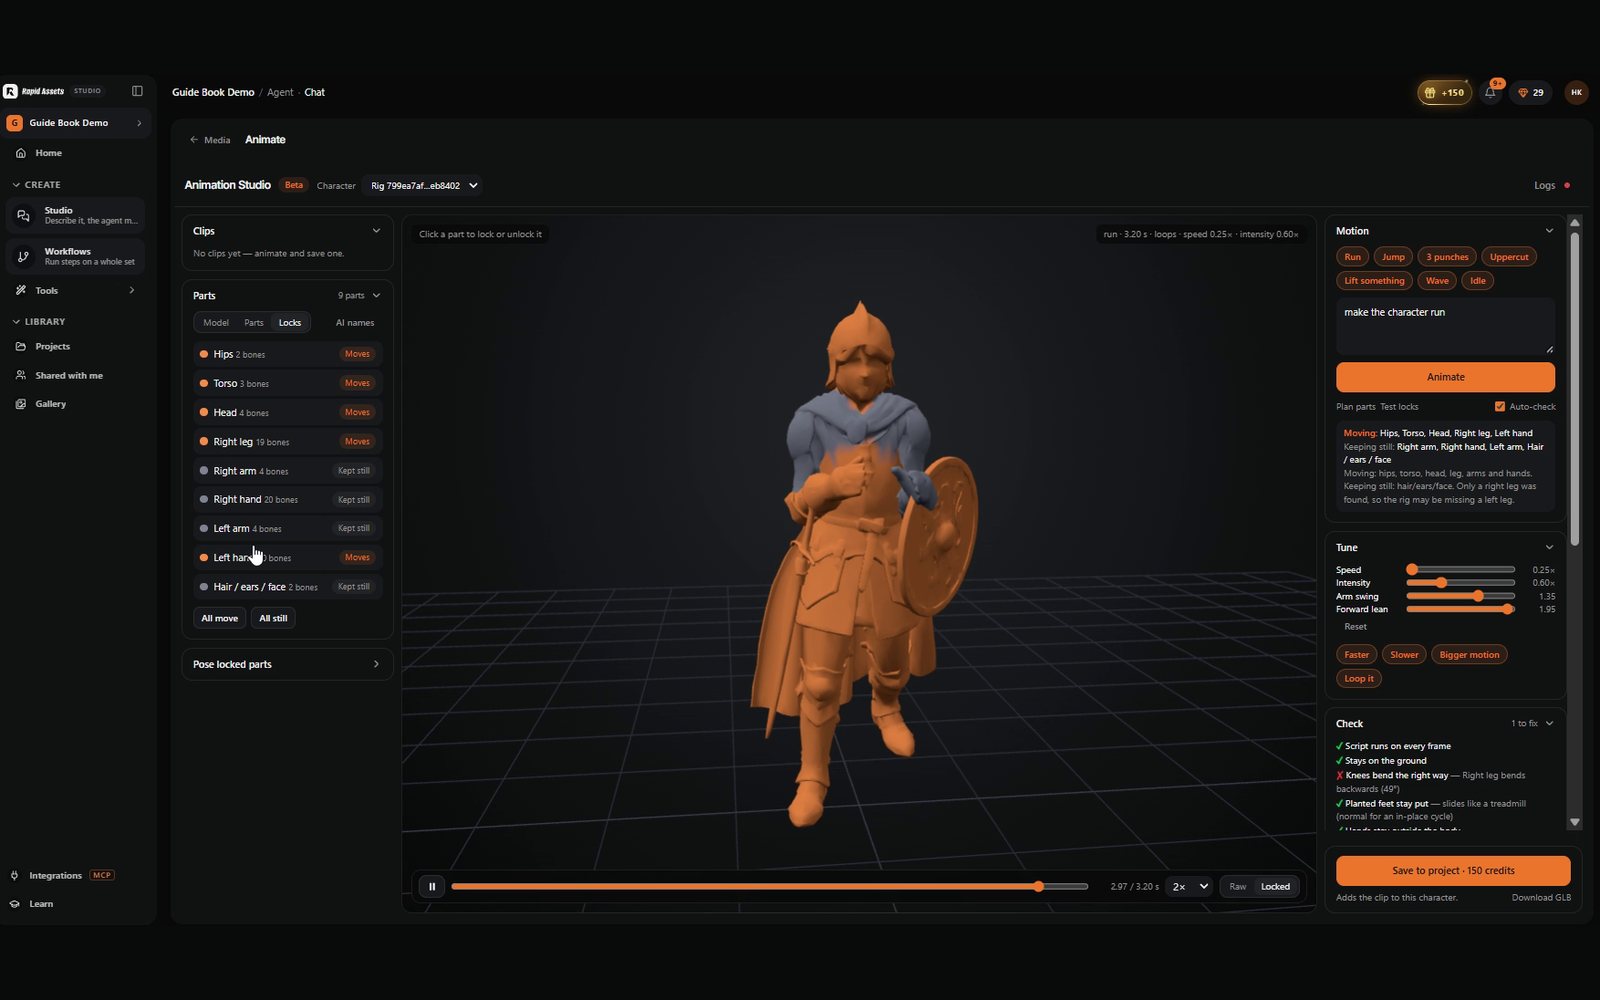 Rapid Assets STUDIO
Guide Book Demo / Agent · Chat
+150
9+
29
HK
G Guide Book Demo
Home
CREATE
Studio
Describe it, the agent m...
Workflows
Run steps on a whole set
Tools
LIBRARY
Projects
Shared with me
Gallery
Integrations MCP
Learn
← Media Animate
Animation Studio Beta Character Rig 799ea7af...eb8402
Logs
Clips
No clips yet — animate and save one.
Parts 9 parts
Model Parts Locks AI names
Hips 2 bones Moves
Torso 3 bones Moves
Head 4 bones Moves
Right leg 19 bones Moves
Right arm 4 bones Kept still
Right hand 20 bones Kept still
Left arm 4 bones Kept still
Left han bones Moves
Hair / ears / face 2 bones Kept still
All move All still
Pose locked parts
Click a part to lock or unlock it
run · 3.20 s · loops · speed 0.25× · intensity 0.60×
2.97 / 3.20 s 2× Raw Locked
Motion
Run Jump 3 punches Uppercut
Lift something Wave Idle
make the character run
Animate
Plan parts Test locks Auto-check
Moving: Hips, Torso, Head, Right leg, Left hand
Keeping still: Right arm, Right hand, Left arm, Hair
/ ears / face
Moving: hips, torso, head, leg, arms and hands.
Keeping still: hair/ears/face. Only a right leg was
found, so the rig may be missing a left leg.
Tune
Speed 0.25×
Intensity 0.60×
Arm swing 1.35
Forward lean 1.95
Reset
Faster Slower Bigger motion
Loop it
Check 1 to fix
✓ Script runs on every frame
✓ Stays on the ground
✗ Knees bend the right way — Right leg bends
backwards (49°)
✓ Planted feet stay put — slides like a treadmill
(normal for an in-place cycle)
✓ Hands stay outside the body
Save to project · 150 credits
Adds the clip to this character. Download GLB